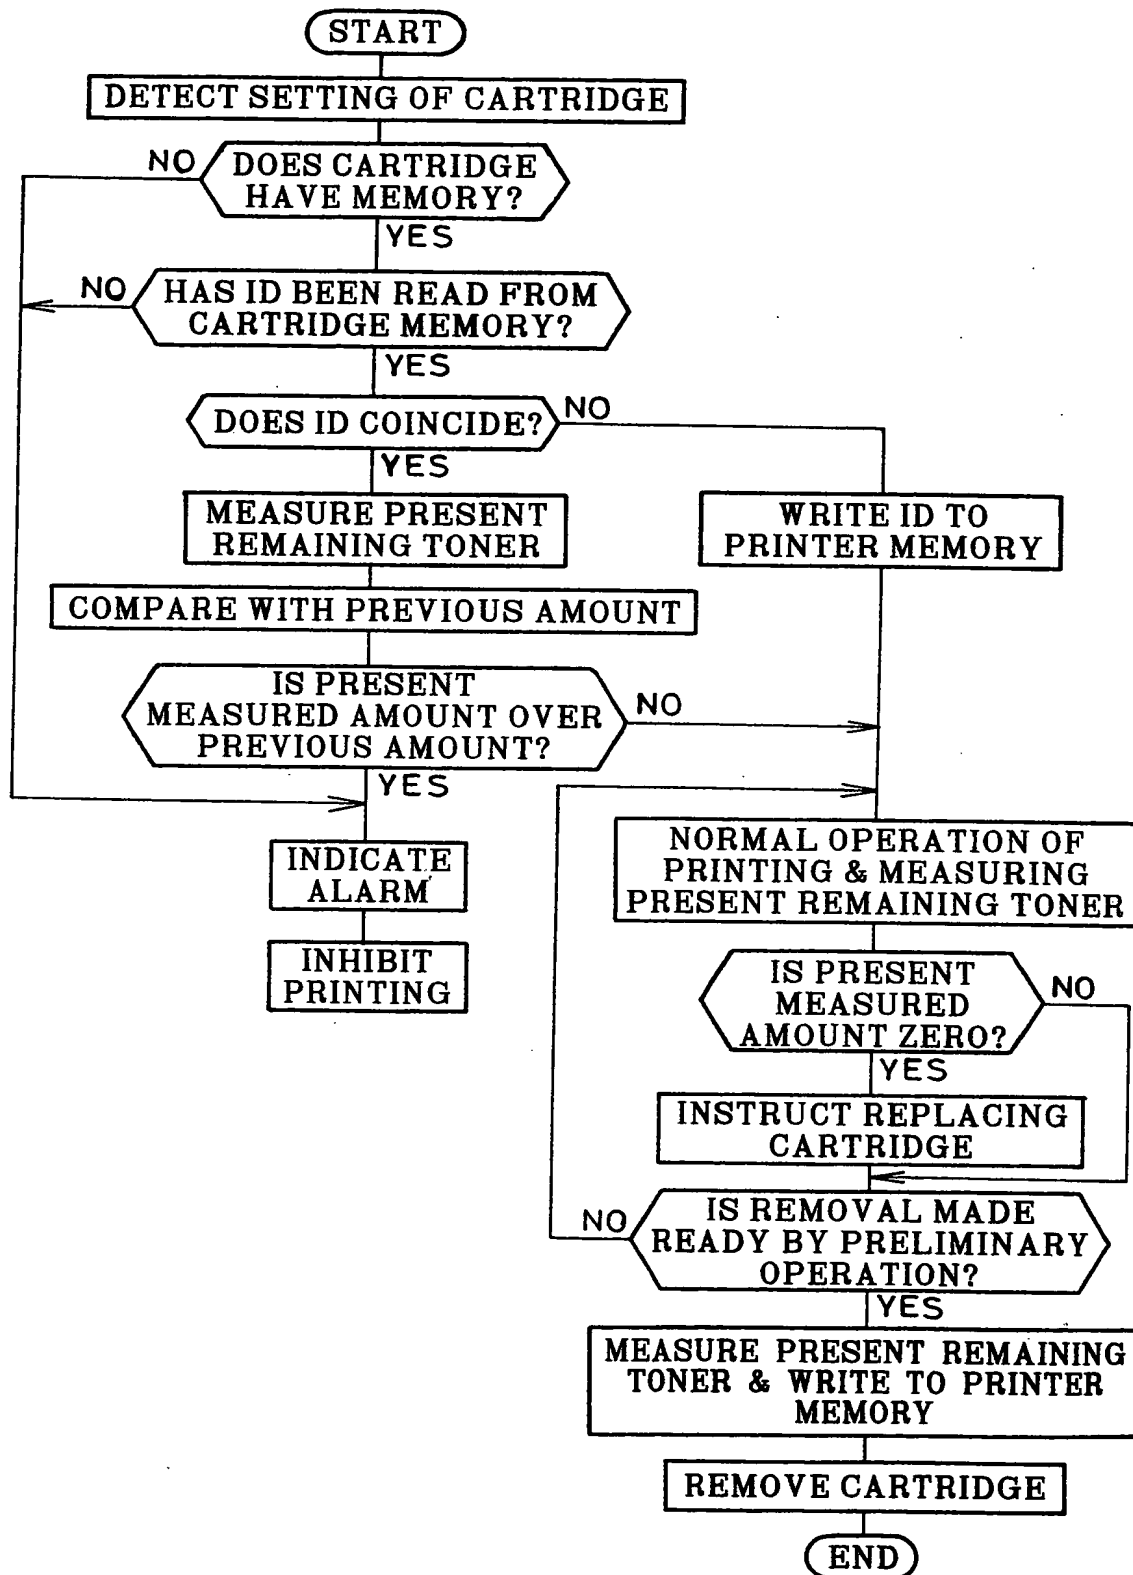 START
DETECT SETTING OF CARTRIDGE
NO
DOES CARTRIDGE
HAVE MEMORY?
YES
NO
HAS ID BEEN READ FROM
CARTRIDGE MEMORY?
YES
DOES ID COINCIDE?
NO
YES
MEASURE PRESENT
REMAINING TONER
WRITE ID TO
PRINTER MEMORY
COMPARE WITH PREVIOUS AMOUNT
IS PRESENT
MEASURED AMOUNT OVER
PREVIOUS AMOUNT?
NO
YES
INDICATE
ALARM
INHIBIT
PRINTING
NORMAL OPERATION OF
PRINTING & MEASURING
PRESENT REMAINING TONER
IS PRESENT
MEASURED
AMOUNT ZERO?
NO
YES
INSTRUCT REPLACING
CARTRIDGE
NO
IS REMOVAL MADE
READY BY PRELIMINARY
OPERATION?
YES
MEASURE PRESENT REMAINING
TONER & WRITE TO PRINTER
MEMORY
REMOVE CARTRIDGE
END